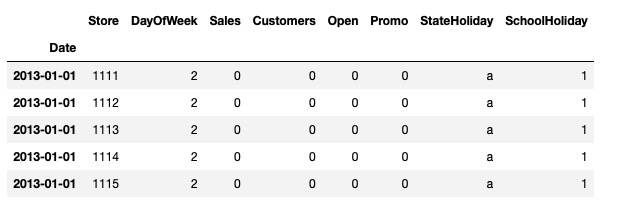 Store DayOfWeek Sales Customers Open Promo StateHoliday SchoolHoliday
Date
2013-01-01 1111 2 0 0 0 0 a 1
2013-01-01 1112 2 0 0 0 0 a 1
2013-01-01 1113 2 0 0 0 0 a 1
2013-01-01 1114 2 0 0 0 0 a 1
2013-01-01 1115 2 0 0 0 0 a 1